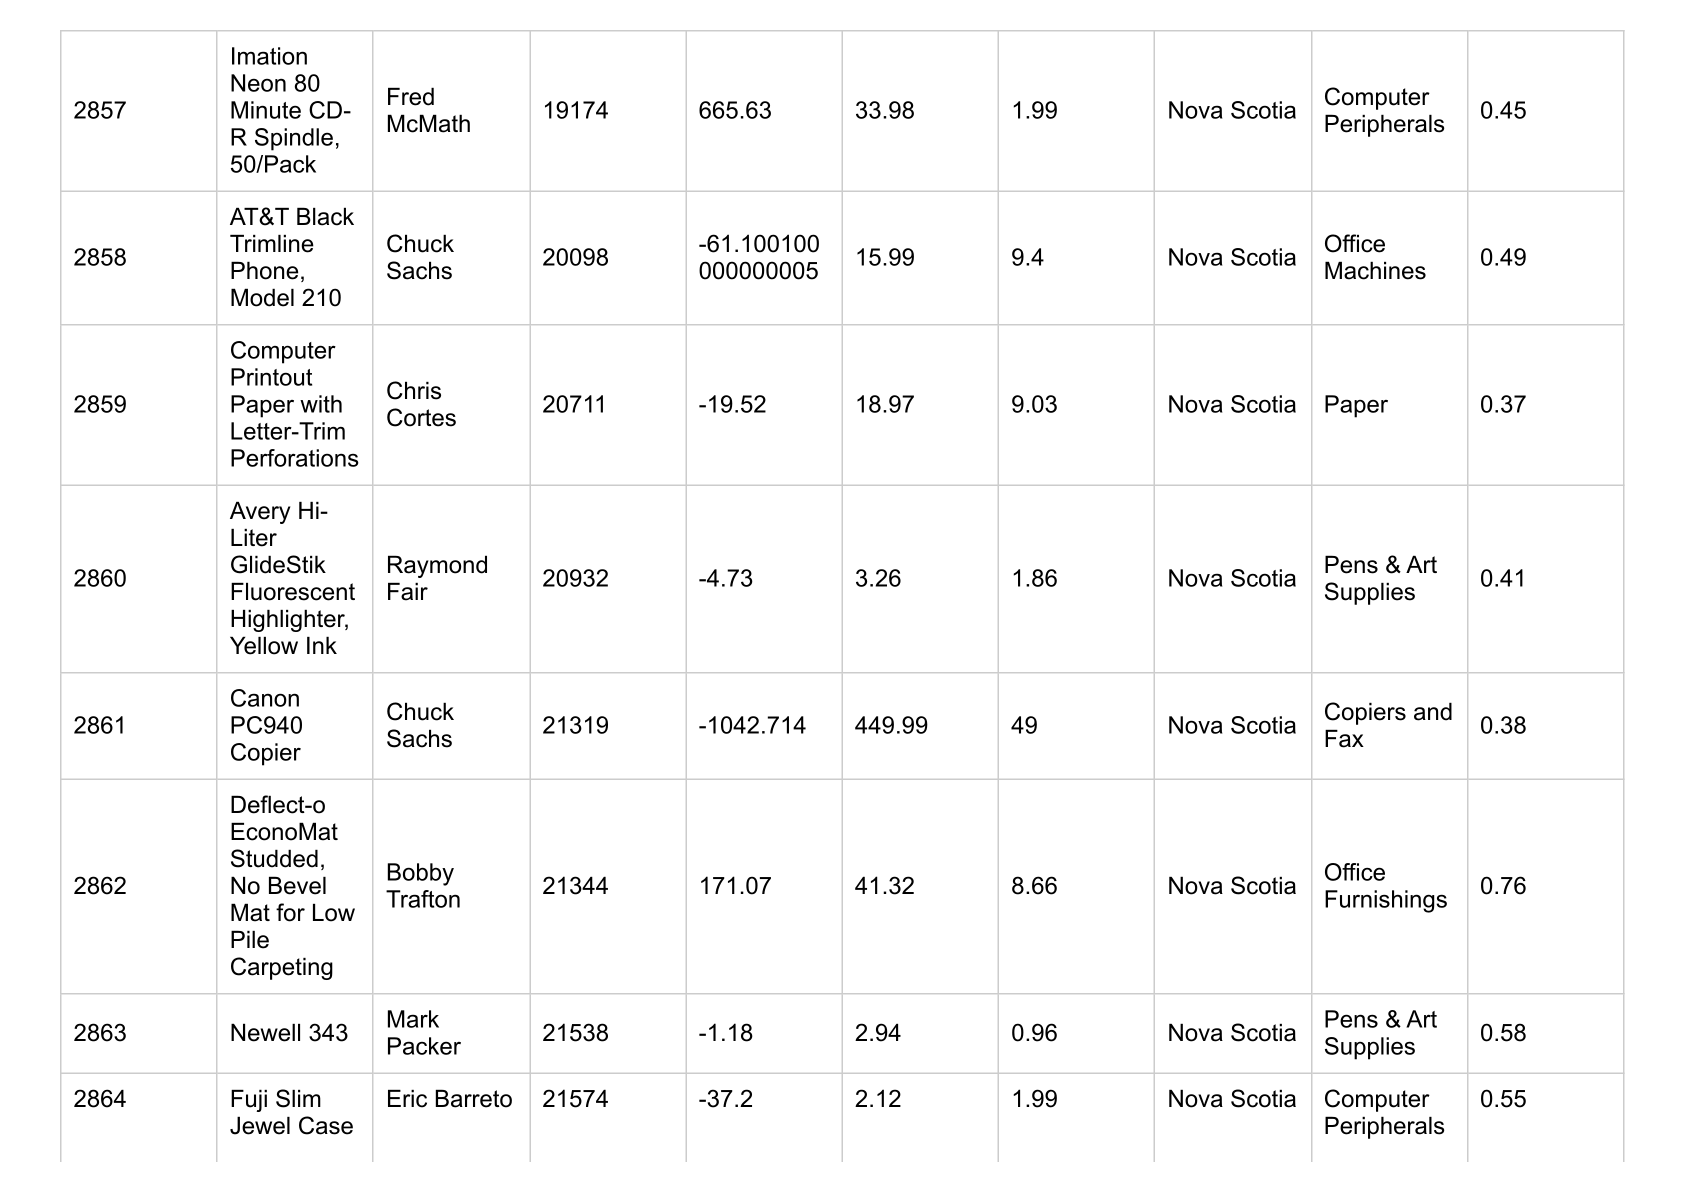 2857
Imation
Neon 80
Minute CD-
R Spindle,
50/Pack
Fred
McMath
19174
665.63
33.98
1.99
Nova Scotia
Computer
Peripherals
0.45
2858
AT&T Black
Trimline
Phone,
Model 210
Chuck
Sachs
20098
-61.100100
000000005
15.99
9.4
Nova Scotia
Office
Machines
0.49
2859
Computer
Printout
Paper with
Letter-Trim
Perforations
Chris
Cortes
20711
-19.52
18.97
9.03
Nova Scotia
Paper
0.37
2860
Avery Hi-
Liter
GlideStik
Fluorescent
Highlighter,
Yellow Ink
Raymond
Fair
20932
-4.73
3.26
1.86
Nova Scotia
Pens & Art
Supplies
0.41
2861
Canon
PC940
Copier
Chuck
Sachs
21319
-1042.714
449.99
49
Nova Scotia
Copiers and
Fax
0.38
2862
Deflect-o
EconoMat
Studded,
No Bevel
Mat for Low
Pile
Carpeting
Bobby
Trafton
21344
171.07
41.32
8.66
Nova Scotia
Office
Furnishings
0.76
2863
Newell 343
Mark
Packer
21538
-1.18
2.94
0.96
Nova Scotia
Pens & Art
Supplies
0.58
2864
Fuji Slim
Jewel Case
Eric Barreto
21574
-37.2
2.12
1.99
Nova Scotia
Computer
Peripherals
0.55